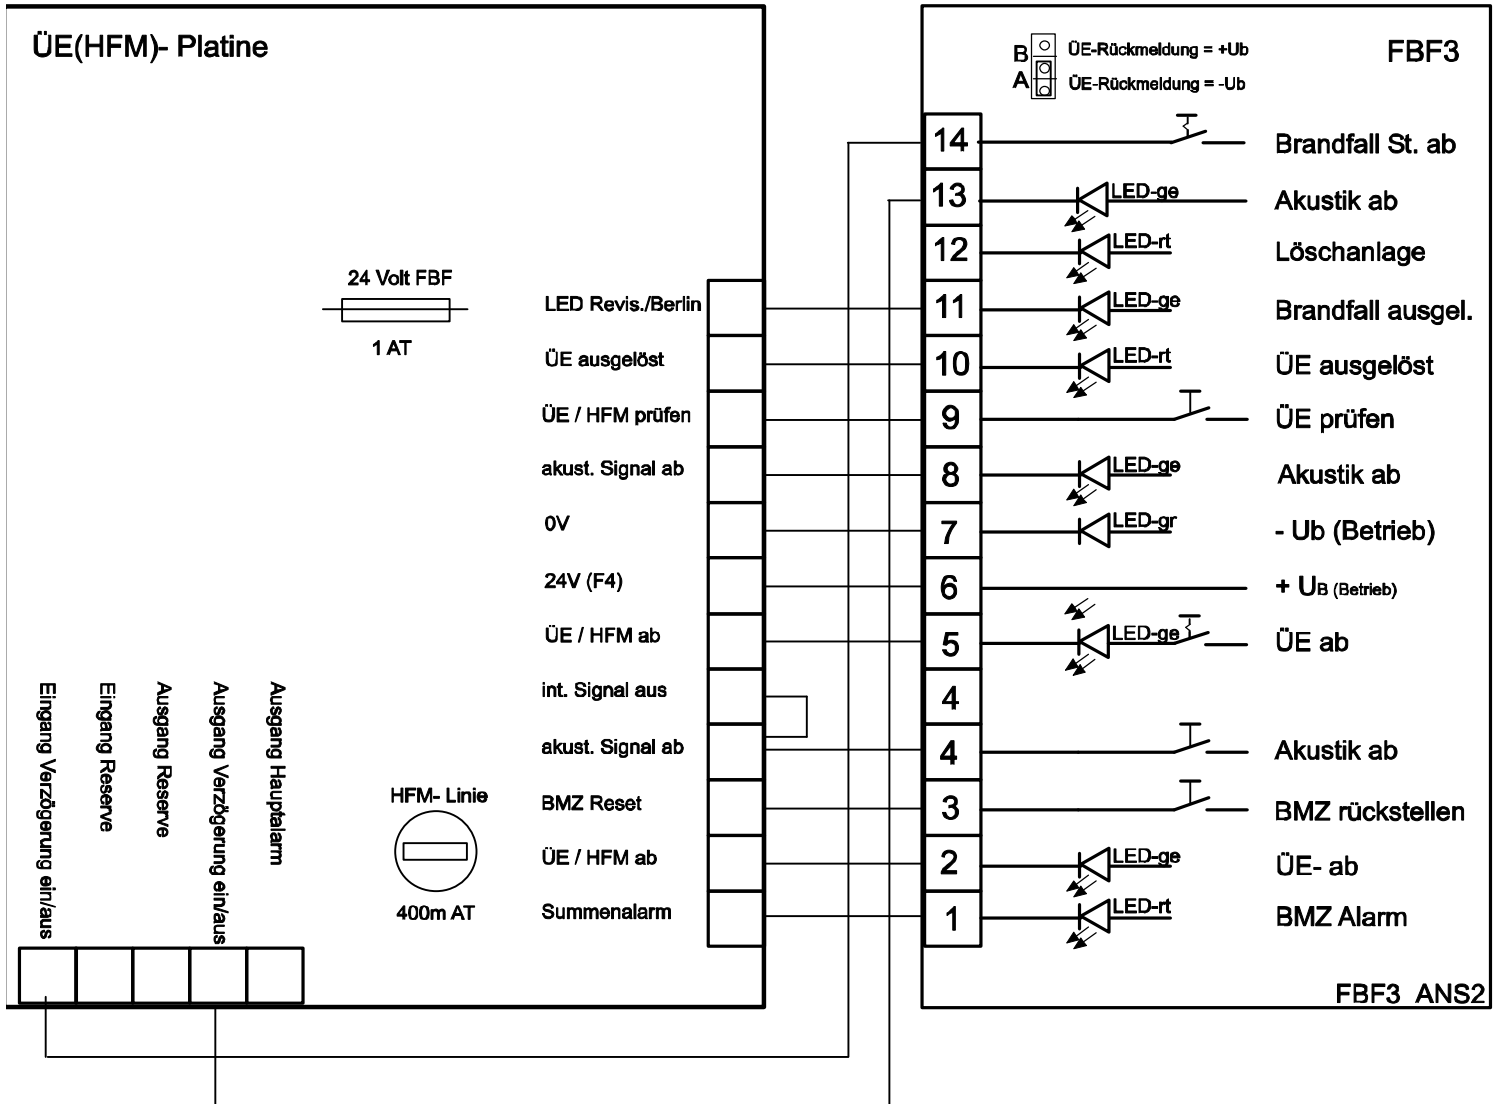 ÜE(HFM)- Platine
24 Volt FBF
1 AT
LED Revis./Berlin
ÜE ausgelöst
ÜE / HFM prüfen
akust. Signal ab
0V
24V (F4)
ÜE / HFM ab
int. Signal aus
akust. Signal ab
BMZ Reset
ÜE / HFM ab
Summenalarm
HFM- Linie
400m AT
Eingang Verzögerung ein/aus
Eingang Reserve
Ausgang Reserve
Ausgang Verzögerung ein/aus
Ausgang Hauptalarm
FBF3
B ÜE-Rückmeldung = +Ub
A ÜE-Rückmeldung = -Ub
14 Brandfall St. ab
13 LED-ge Akustik ab
12 LED-rt Löschanlage
11 LED-ge Brandfall ausgel.
10 LED-rt ÜE ausgelöst
9 ÜE prüfen
8 LED-ge Akustik ab
7 LED-gr - Ub (Betrieb)
6 + UB (Betrieb)
5 LED-ge ÜE ab
4
4 Akustik ab
3 BMZ rückstellen
2 LED-ge ÜE- ab
1 LED-rt BMZ Alarm
FBF3 ANS2